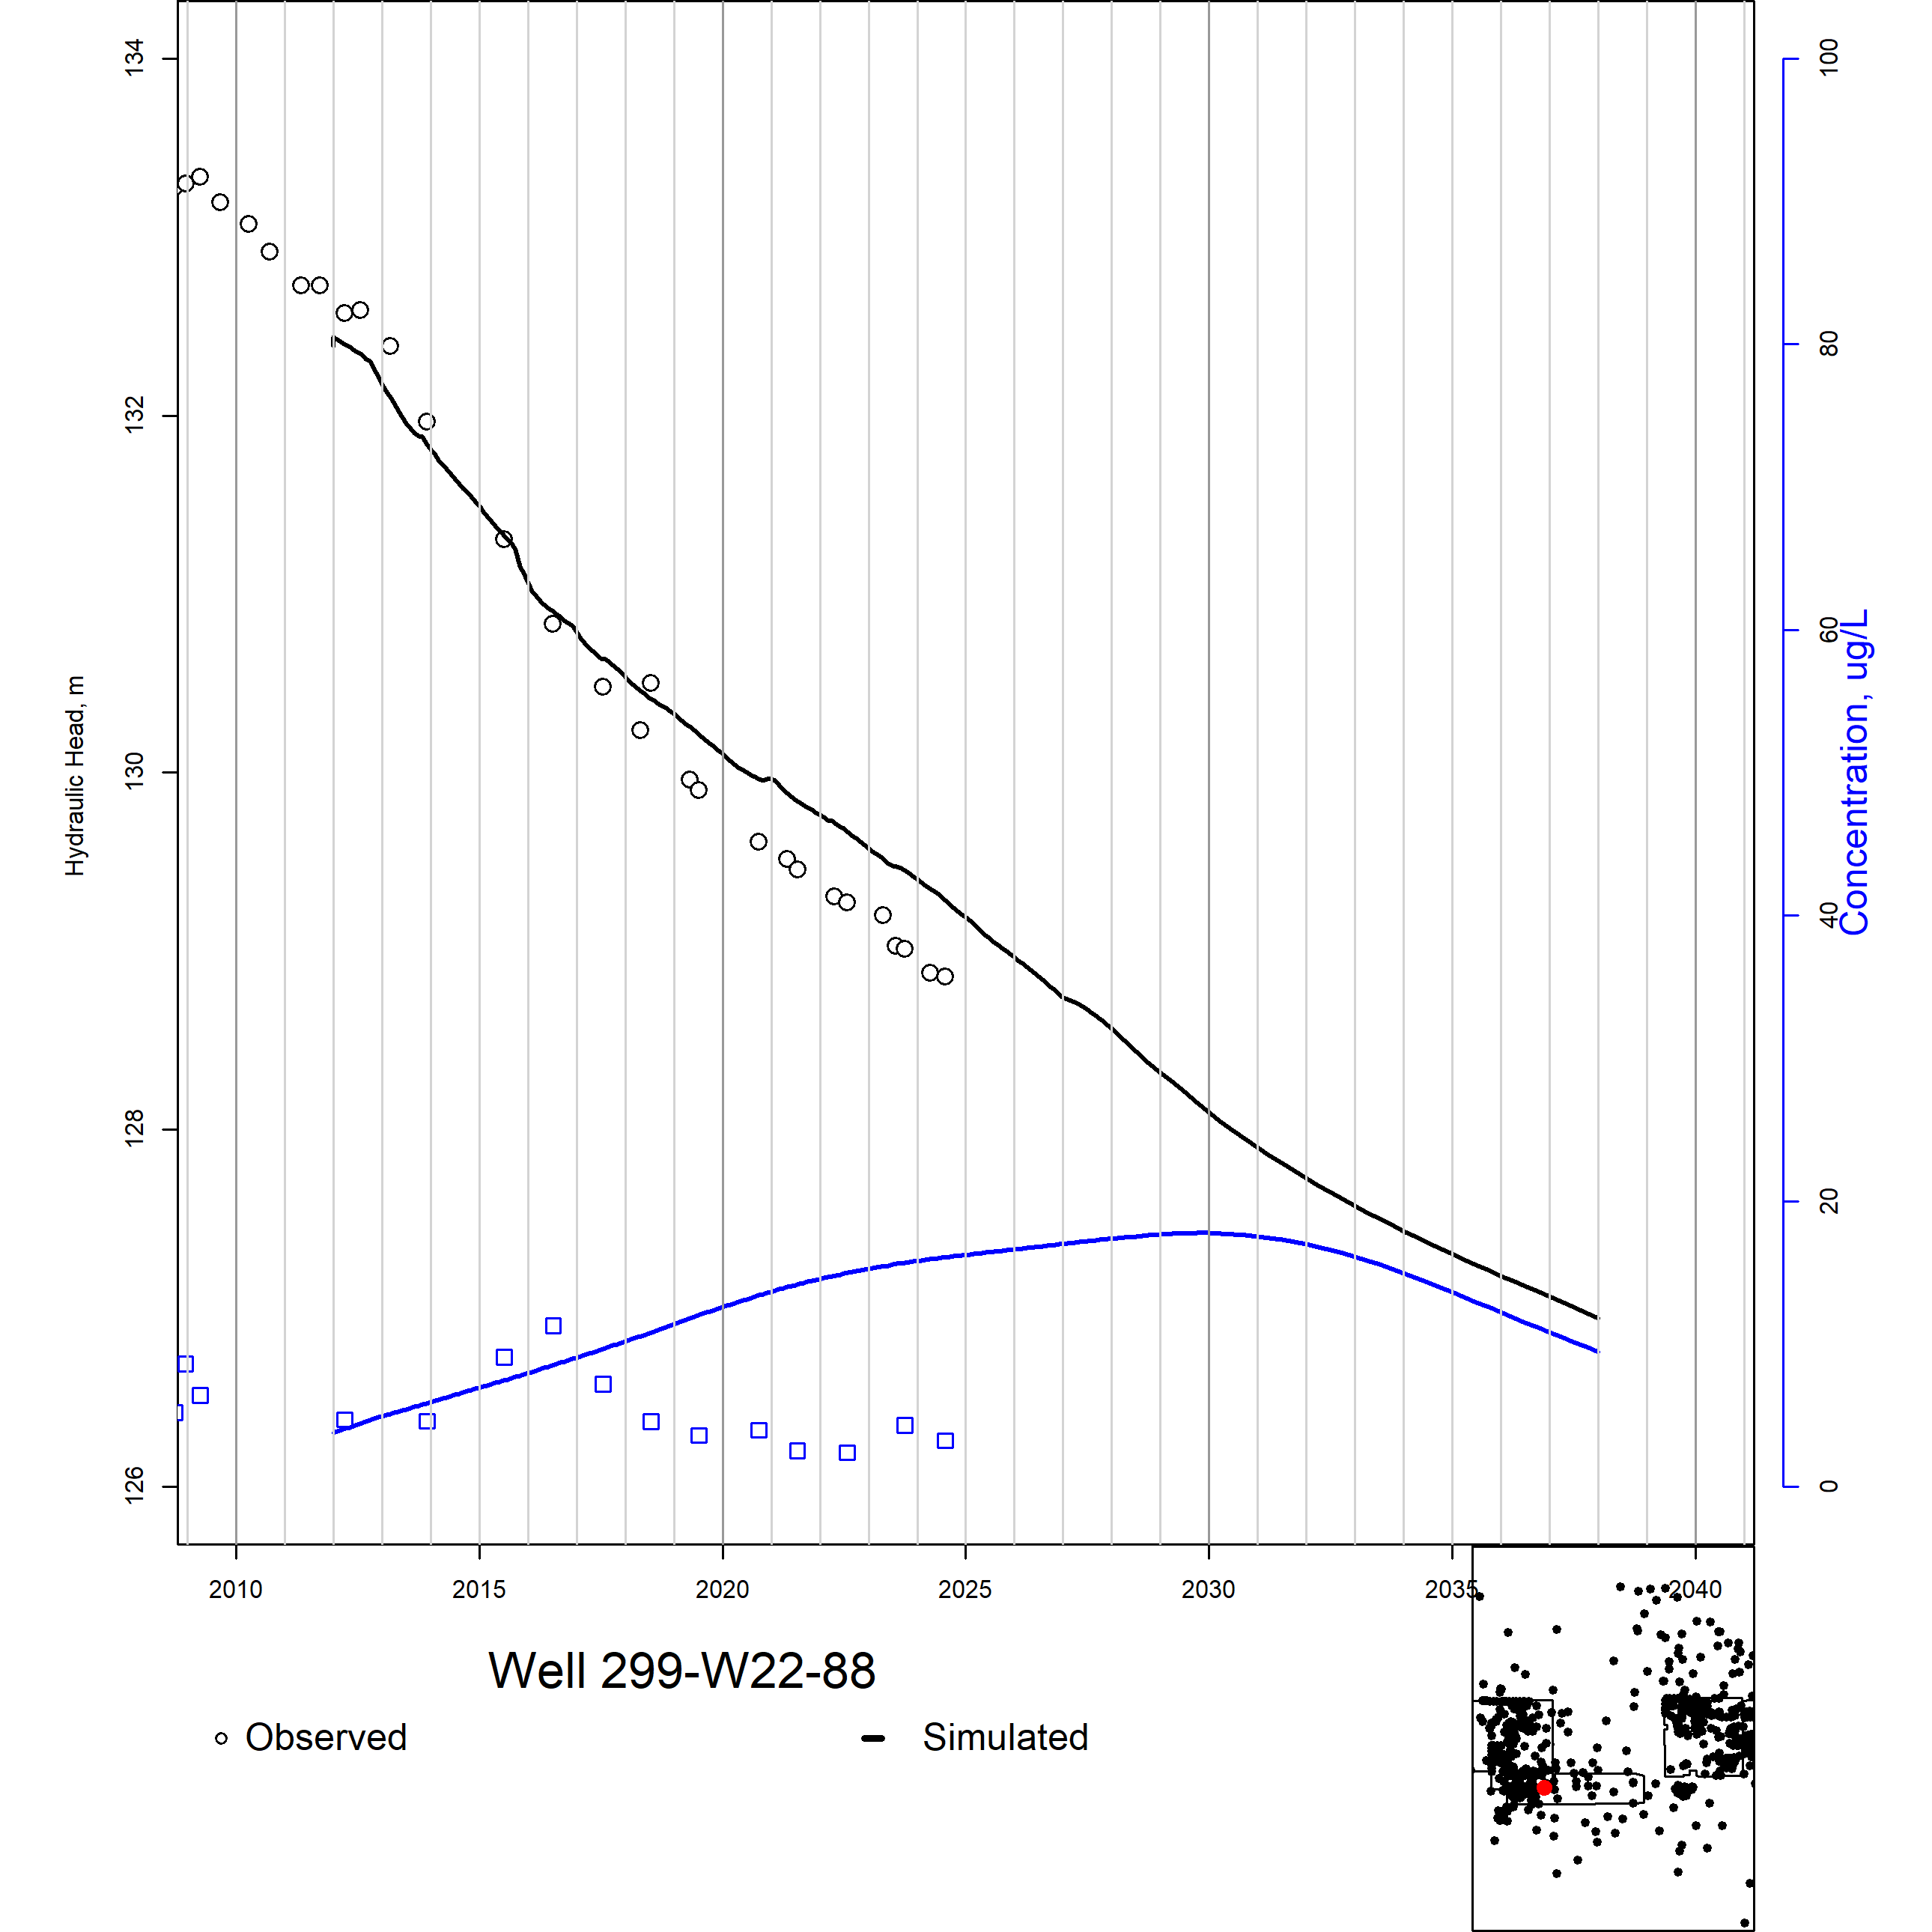 134
132
130
128
126
Hydraulic Head, m
100
80
60
40
20
0
Concentration, ug/L
2010 2015 2020 2025 2030 2035 2040
Well 299-W22-88
Observed Simulated